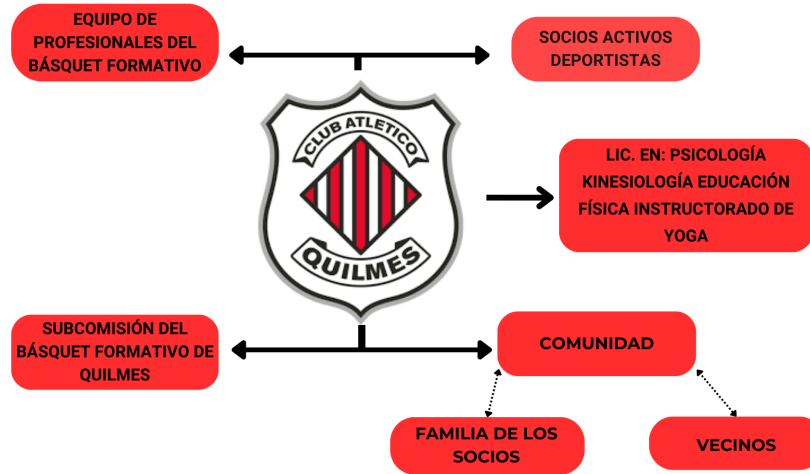 EQUIPO DE
PROFESIONALES DEL
BÁSQUET FORMATIVO
SOCIOS ACTIVOS
DEPORTISTAS
CLUB ATLETICO
QUILMES
LIC. EN: PSICOLOGÍA
KINESIOLOGÍA EDUCACIÓN
FÍSICA INSTRUCTORADO DE
YOGA
SUBCOMISIÓN DEL
BÁSQUET FORMATIVO DE
QUILMES
COMUNIDAD
FAMILIA DE LOS
SOCIOS
VECINOS